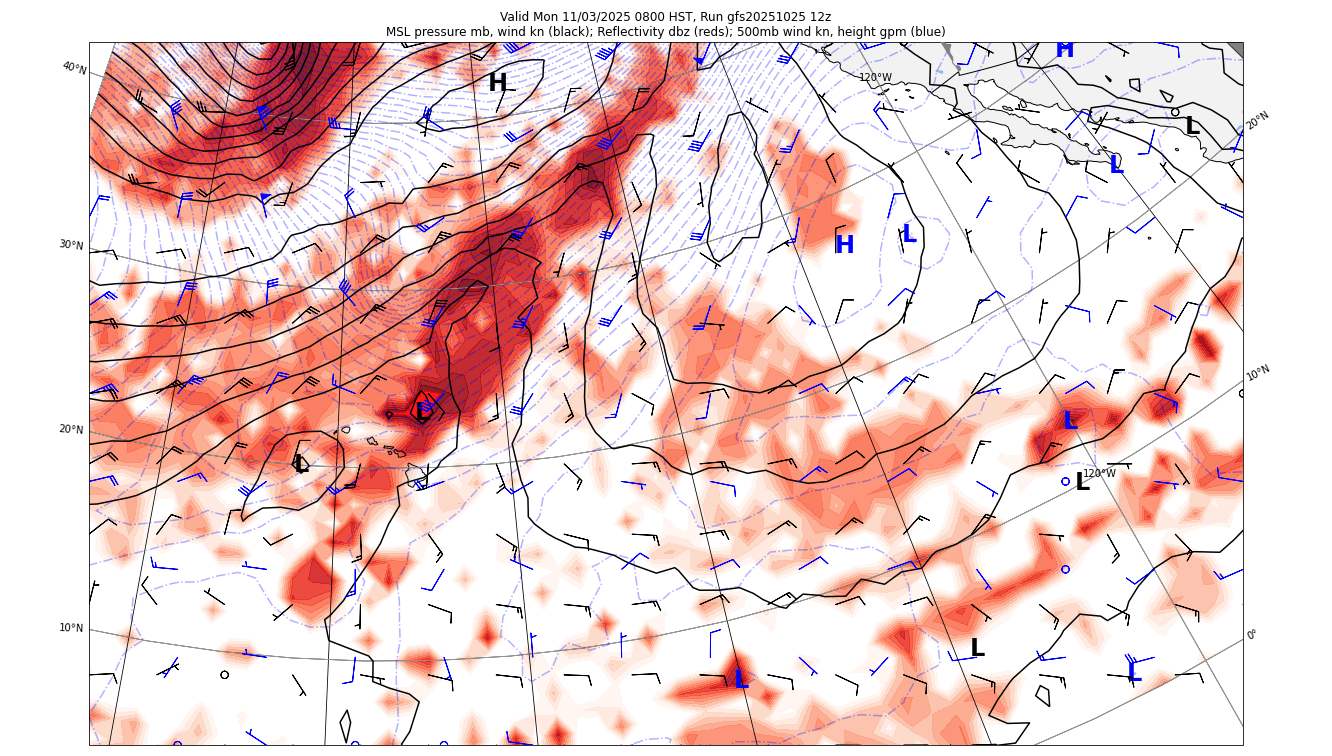 Valid Mon 11/03/2025 0800 HST, Run gfs20251025 12z
MSL pressure mb, wind kn (black); Reflectivity dbz (reds); 500mb wind kn, height gpm (blue)
H
40°N
120°W
H
20°N
L
L
30°N
H
L
10°N
20°N
L
L
L
120°W
L
10°N
0°
L
L
L